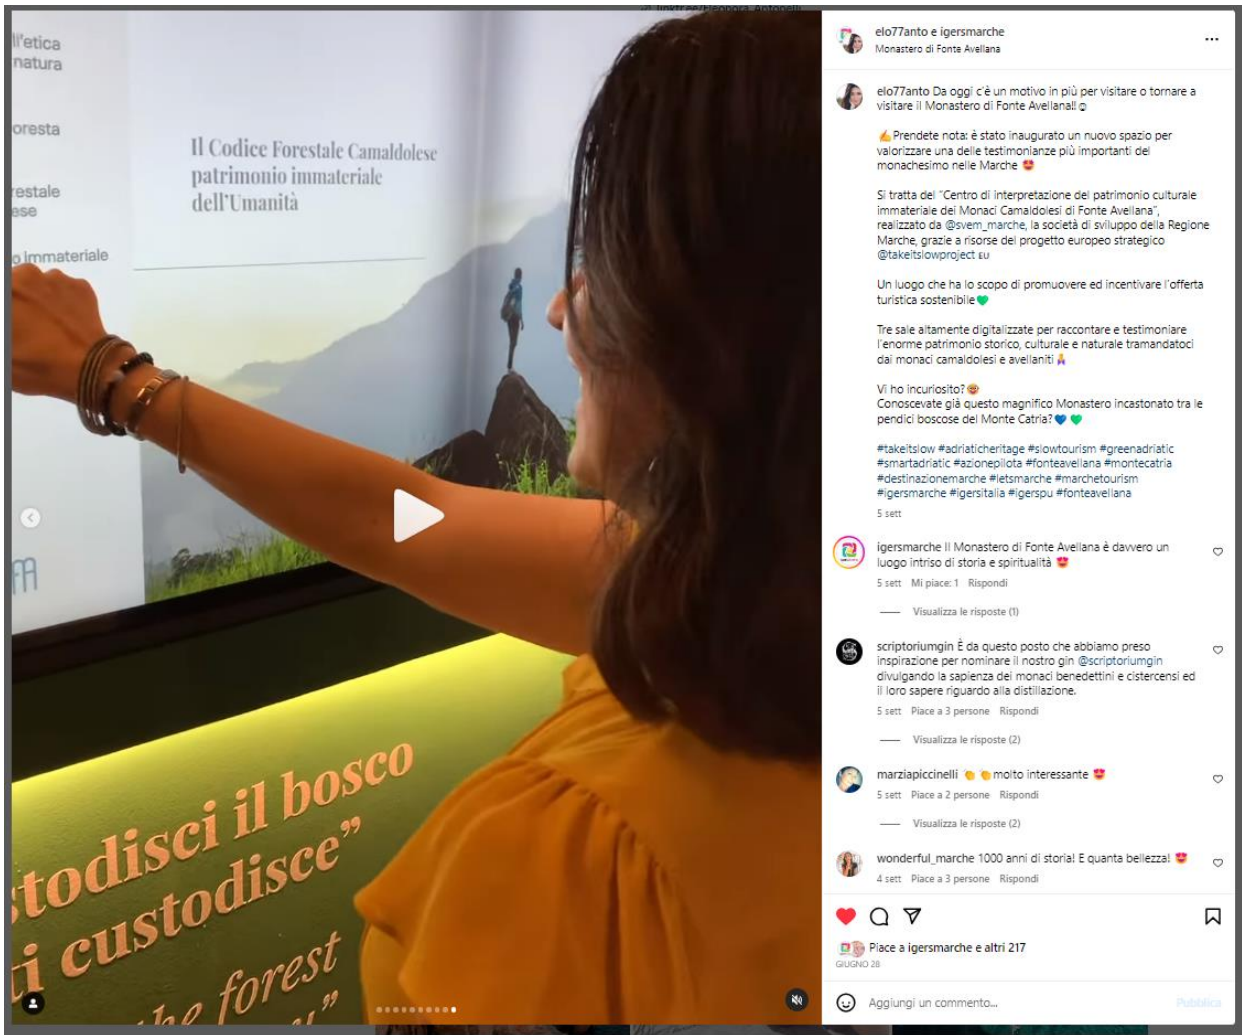 linktr.ee/Eleonora_Antonelli
ll'etica
natura
oresta
restale
ese
o immateriale
Il Codice Forestale Camaldolese
patrimonio immateriale
dell'Umanità
todisci il bosco
ti custodisce”
the forest
elo77anto e igersmarche
Monastero di Fonte Avellana
elo77anto Da oggi c'è un motivo in più per visitare o tornare a
visitare il Monastero di Fonte Avellana!!☺
✍Prendete nota: è stato inaugurato un nuovo spazio per
valorizzare una delle testimonianze più importanti del
monachesimo nelle Marche 😍
Si tratta del “Centro di interpretazione del patrimonio culturale
immateriale dei Monaci Camaldolesi di Fonte Avellana”,
realizzato da @svem_marche, la società di sviluppo della Regione
Marche, grazie a risorse del progetto europeo strategico
@takeitslowproject EU
Un luogo che ha lo scopo di promuovere ed incentivare l'offerta
turistica sostenibile💚
Tre sale altamente digitalizzate per raccontare e testimoniare
l'enorme patrimonio storico, culturale e naturale tramandatoci
dai monaci camaldolesi e avellaniti🙏
Vi ho incuriosito?🤓
Conoscevate già questo magnifico Monastero incastonato tra le
pendici boscose del Monte Catria?💙 💚
#takeitslow #adriaticheritage #slowtourism #greenadriatic
#smartadriatic #azionepilota #fonteavellana #montecatria
#destinazionemarche #letsmarche #marchetourism
#igersmarche #igersitalia #igerspu #fonteavellana
5 sett
igersmarche Il Monastero di Fonte Avellana è davvero un
luogo intriso di storia e spiritualità 😍
5 sett Mi piace: 1 Rispondi
Visualizza le risposte (1)
scriptoriumgin È da questo posto che abbiamo preso
inspirazione per nominare il nostro gin @scriptoriumgin
divulgando la sapienza dei monaci benedettini e cistercensi ed
il loro sapere riguardo alla distillazione.
5 sett Piace a 3 persone Rispondi
Visualizza le risposte (2)
marziapiccinelli 👏 👏molto interessante 😍
5 sett Piace a 2 persone Rispondi
Visualizza le risposte (2)
wonderful_marche 1000 anni di storia! E quanta bellezza! 😍
4 sett Piace a 3 persone Rispondi
Piace a igersmarche e altri 217
GIUGNO 28
Aggiungi un commento...
Pubblica